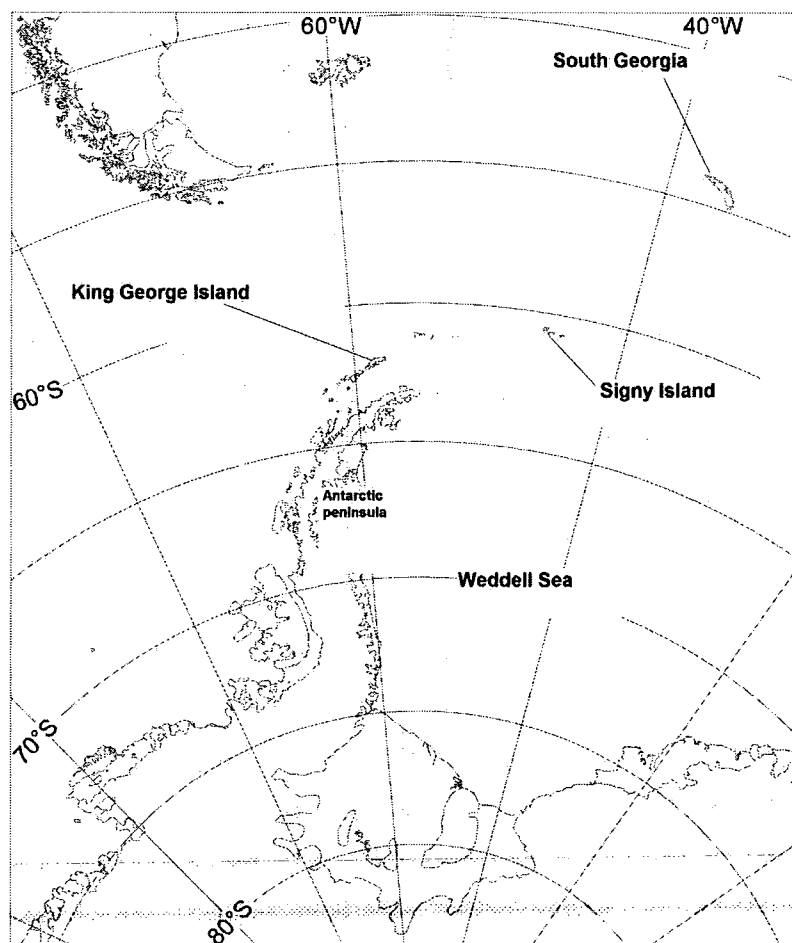 60°W
40°W
South Georgia
King George Island
60°S
Signy Island
Antarctic
peninsula
Weddell Sea
70°S
80°S